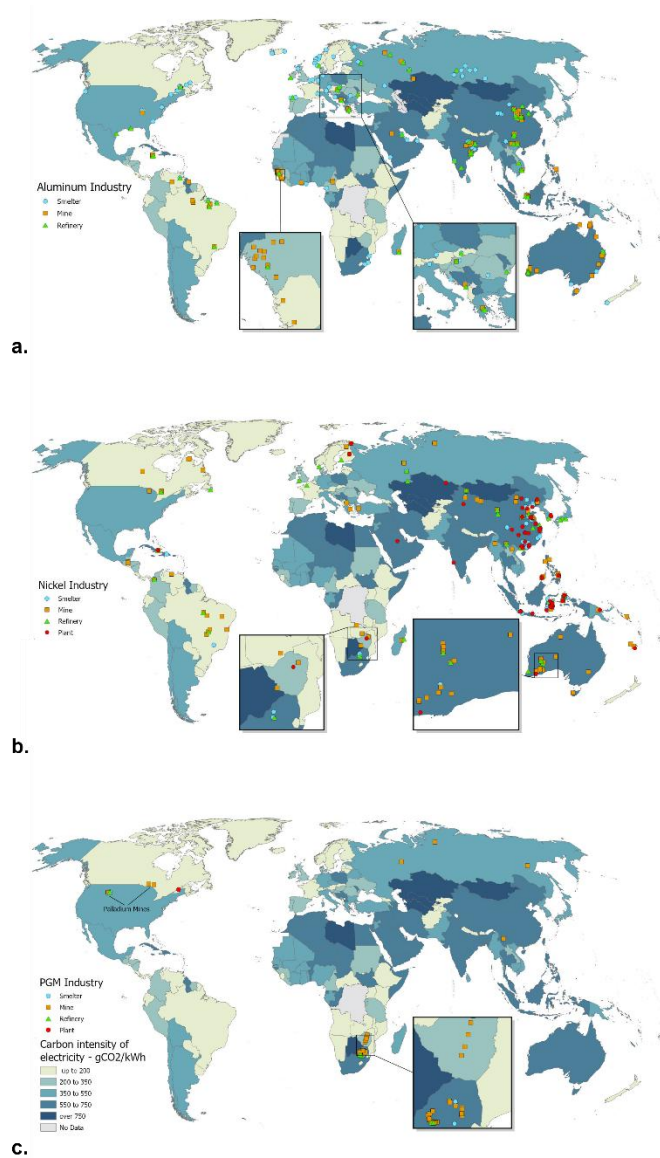 Aluminum Industry
Smelter
Mine
Refinery
a.
Nickel Industry
Smelter
Mine
Refinery
Plant
b.
Palladium Mines
PGM Industry
Smelter
Mine
Refinery
Plant
Carbon intensity of
electricity - gCO2/kWh
up to 200
200 to 350
350 to 550
550 to 750
over 750
No Data
c.